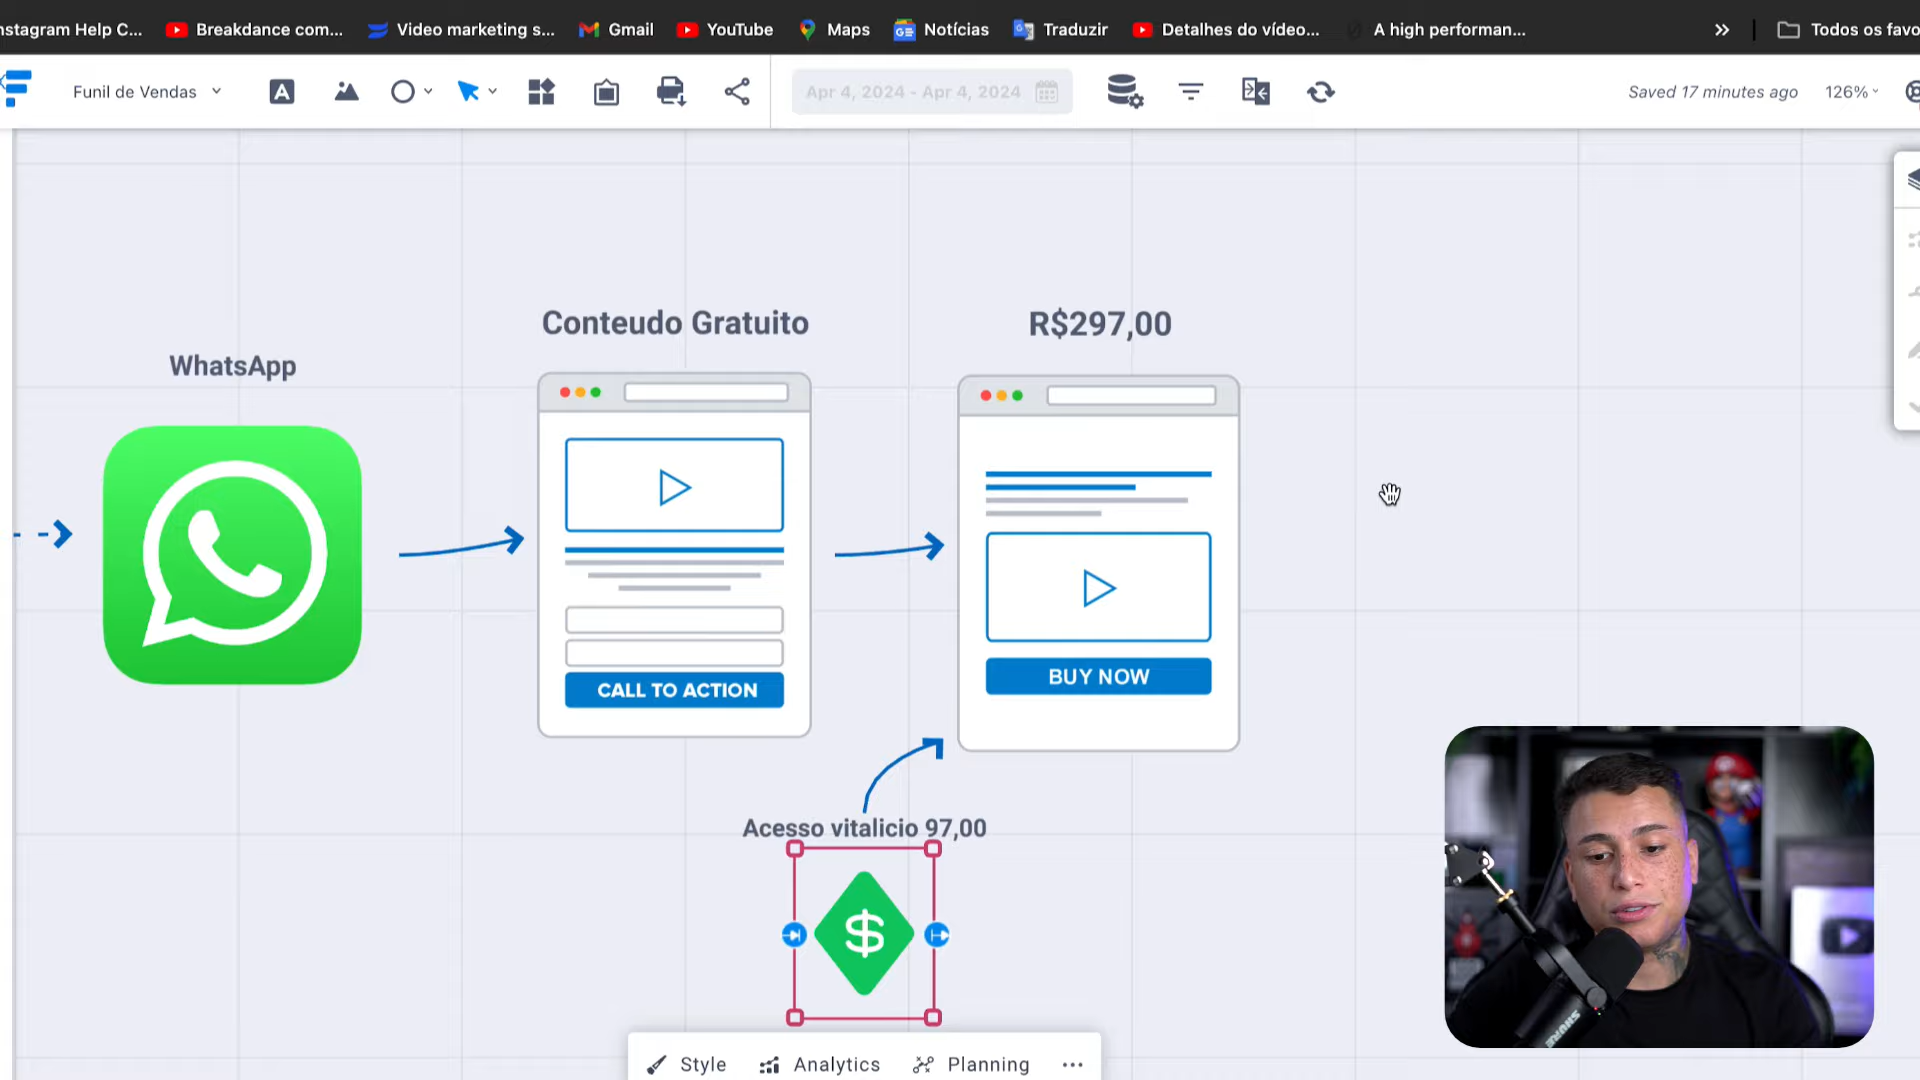 nstagram Help C... Breakdance com... Video marketing s... Gmail YouTube Maps Notícias Traduzir Detalhes do vídeo... A high performan... Todos os favo
Funil de Vendas A Apr 4, 2024 - Apr 4, 2024 Saved 17 minutes ago 126%
Conteudo Gratuito
R$297,00
WhatsApp
CALL TO ACTION
BUY NOW
Acesso vitalicio 97,00
$
Style Analytics Planning ...
SHURE